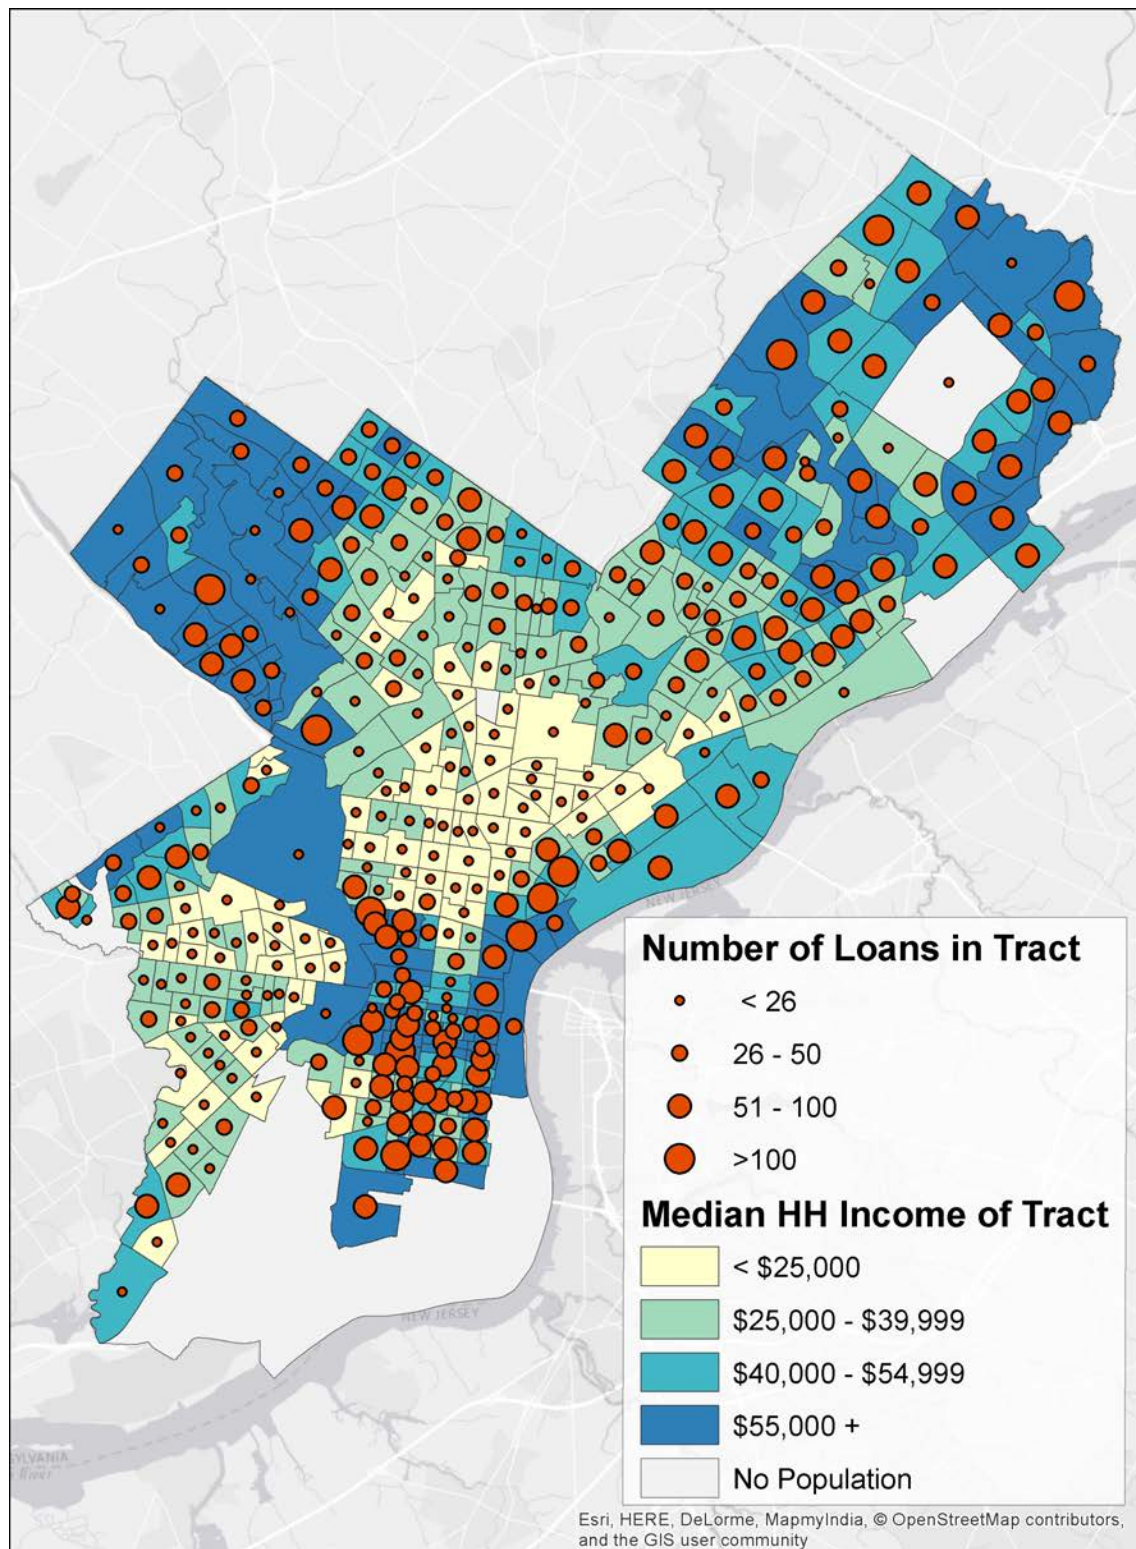 NEW JERSEY
Number of Loans in Tract
< 26
26 - 50
51 - 100
>100
Median HH Income of Tract
< $25,000
$25,000 - $39,999
$40,000 - $54,999
$55,000 +
No Population
NEW JERSEY
SYLVANIA
River
Esri, HERE, DeLorme, MapmyIndia, © OpenStreetMap contributors,
and the GIS user community